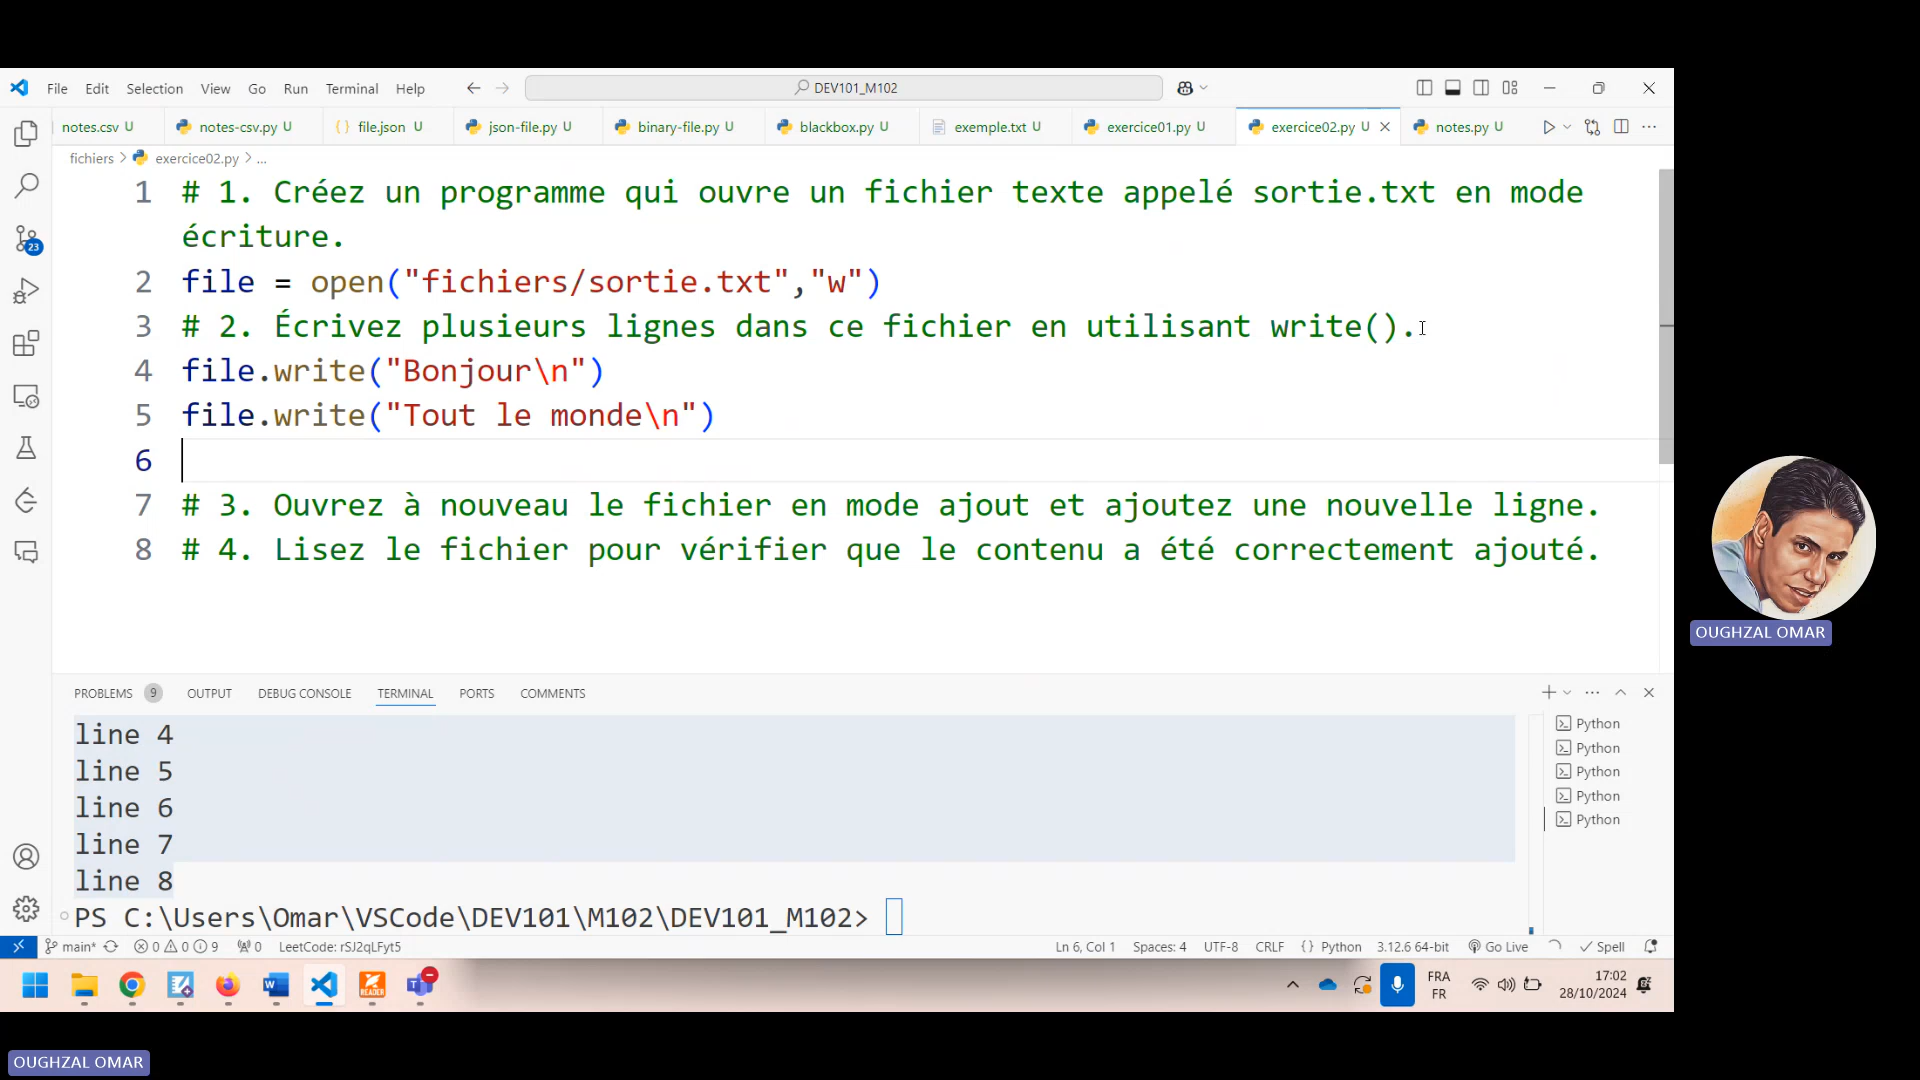 File Edit Selection View Go Run Terminal Help DEV101_M102
notes.csv U notes-csv.py U file.json U json-file.py U binary-file.py U blackbox.py U exemple.txt U exercice01.py U exercice02.py U notes.py U
fichiers > exercice02.py > ...
1 # 1. Créez un programme qui ouvre un fichier texte appelé sortie.txt en mode
écriture.
2 file = open("fichiers/sortie.txt","w")
3 # 2. Écrivez plusieurs lignes dans ce fichier en utilisant write().
4 file.write("Bonjour\n")
5 file.write("Tout le monde\n")
6
7 # 3. Ouvrez à nouveau le fichier en mode ajout et ajoutez une nouvelle ligne.
8 # 4. Lisez le fichier pour vérifier que le contenu a été correctement ajouté.
23
OUGHZAL OMAR
PROBLEMS 9 OUTPUT DEBUG CONSOLE TERMINAL PORTS COMMENTS
line 4
line 5
line 6
line 7
line 8
PS C:\Users\Omar\VSCode\DEV101\M102\DEV101_M102>
Python
Python
Python
Python
Python
main* 0 0 9 0 LeetCode: rSJ2qLFyt5 Ln 6, Col 1 Spaces: 4 UTF-8 CRLF {} Python 3.12.6 64-bit Go Live Spell
FRA
FR
17:02
28/10/2024
OUGHZAL OMAR